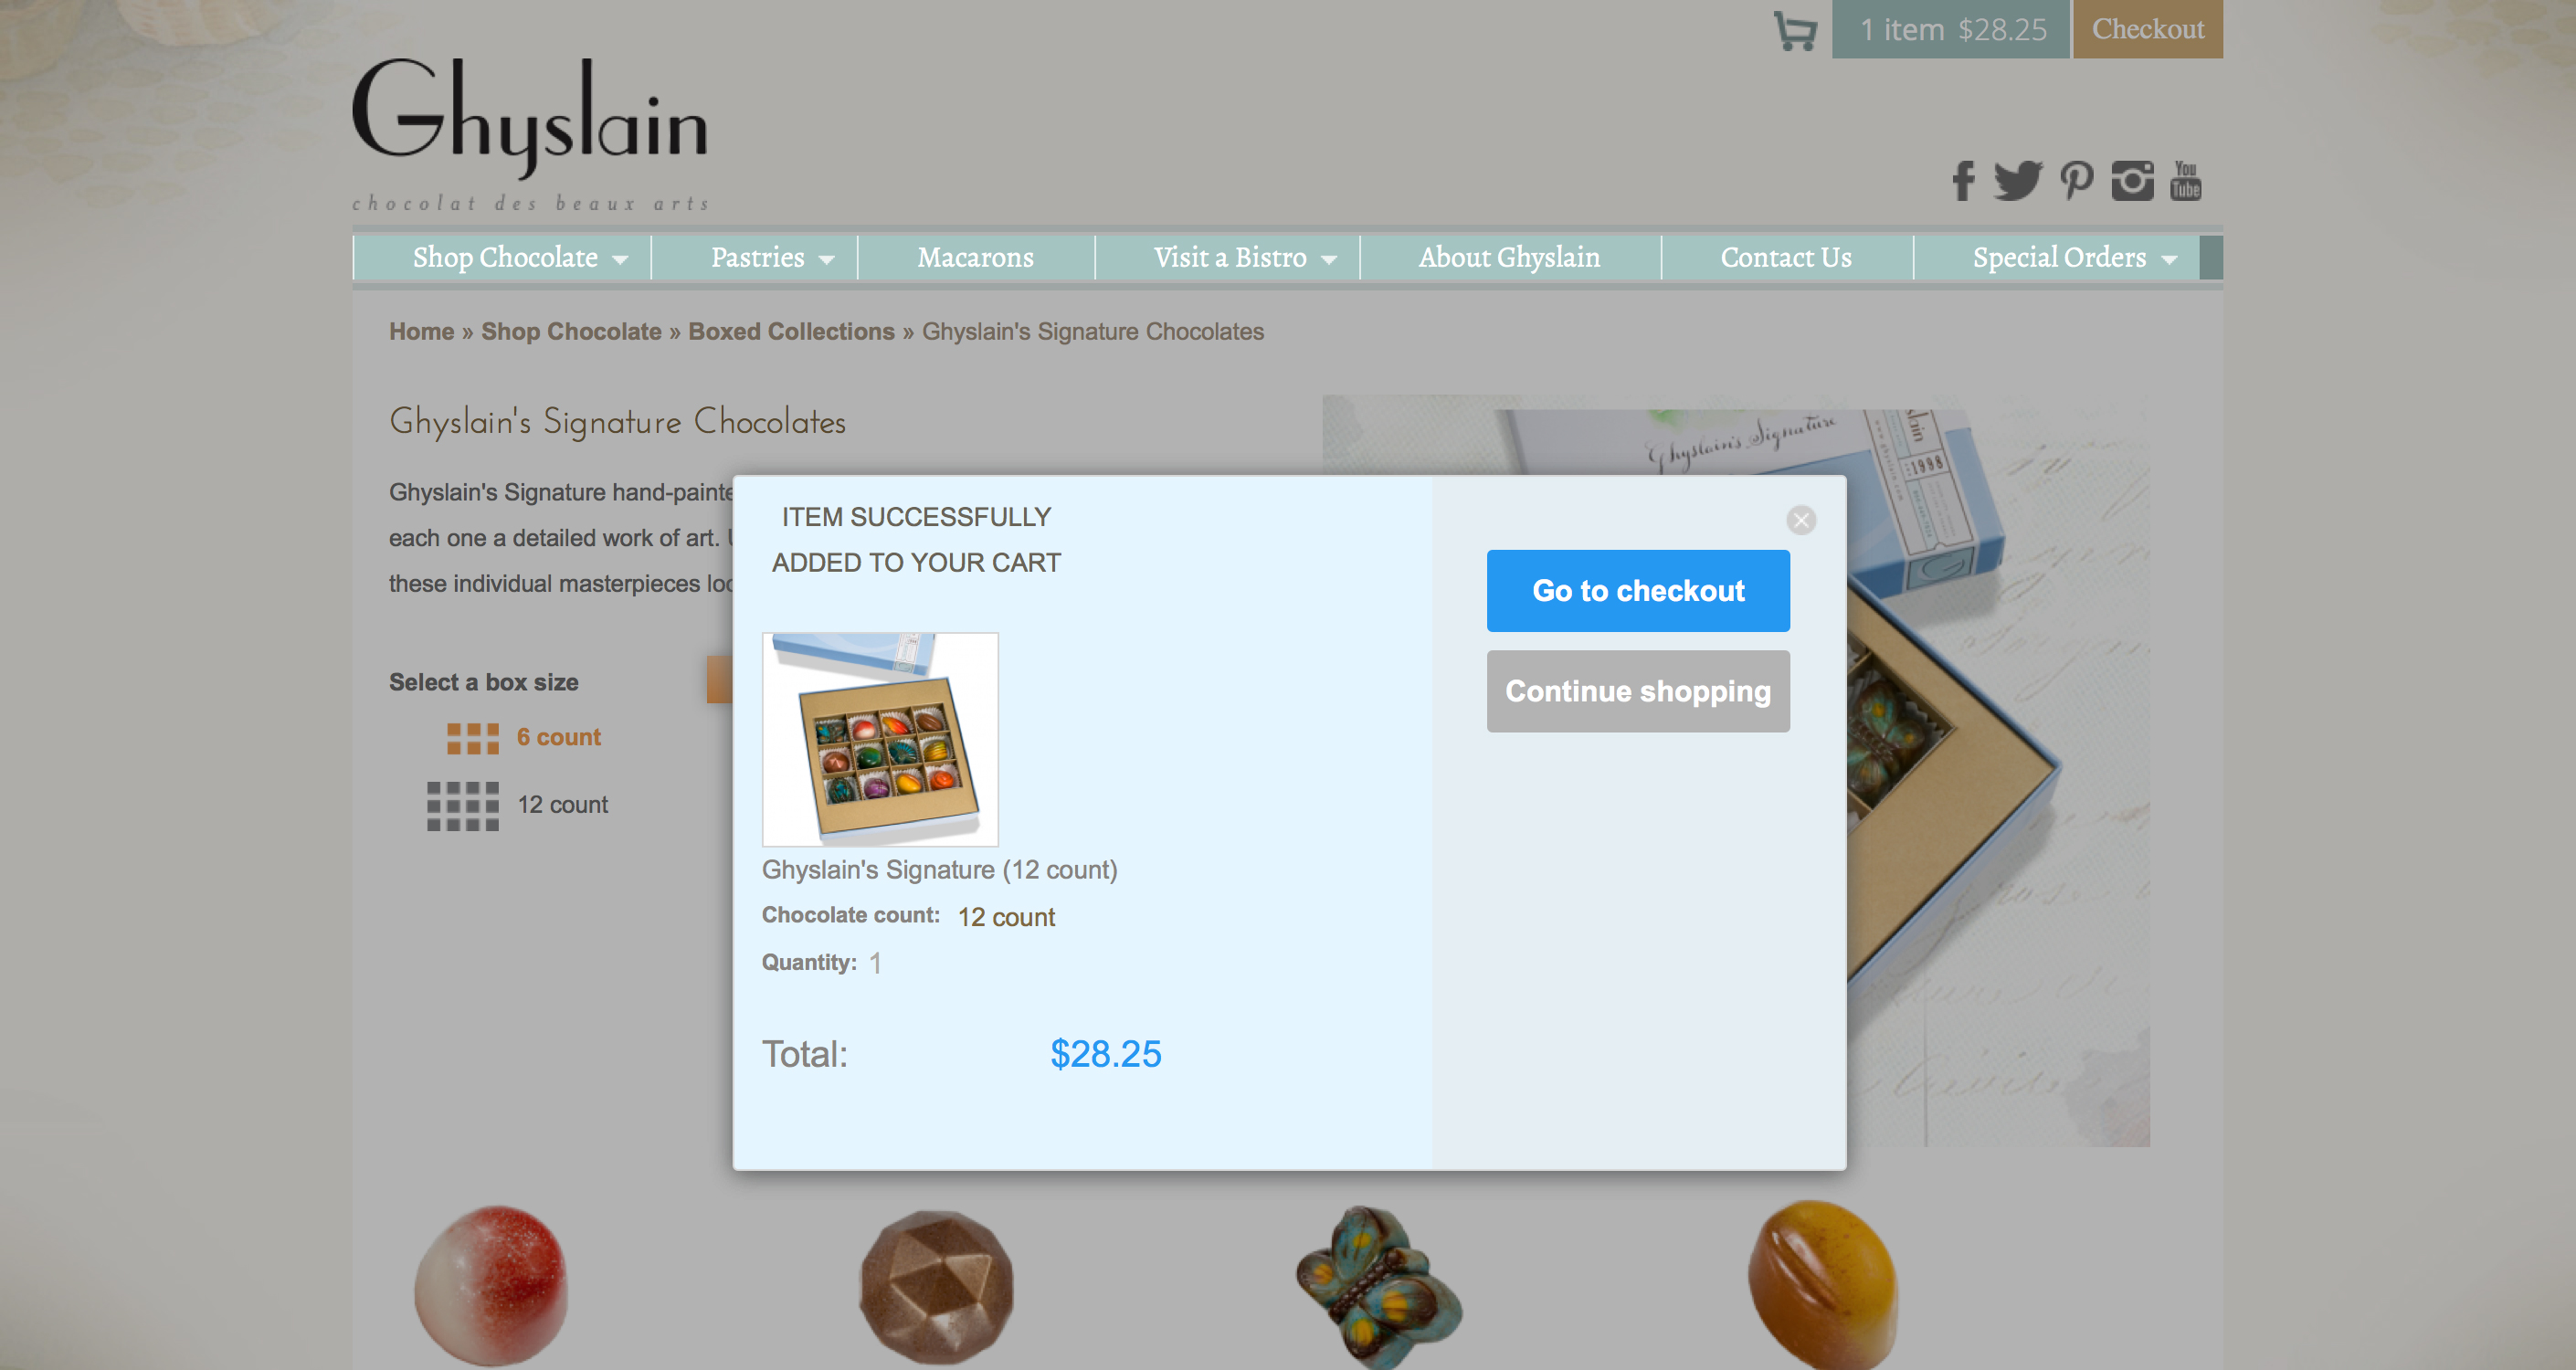 1 item $28.25 Checkout
Ghyslain
chocolat des beaux arts
You
Tube
Shop Chocolate Pastries Macarons Visit a Bistro About Ghyslain Contact Us Special Orders
Home » Shop Chocolate » Boxed Collections » Ghyslain's Signature Chocolates
Ghyslain's Signature Chocolates
Ghyslain's Signature hand-painte
each one a detailed work of art.
these individual masterpieces loo
Select a box size
6 count
12 count
Ghyslain's Signature
:1998
ITEM SUCCESSFULLY
ADDED TO YOUR CART
Ghyslain's Signature (12 count)
Chocolate count: 12 count
Quantity: 1
Total: $28.25
Go to checkout
Continue shopping